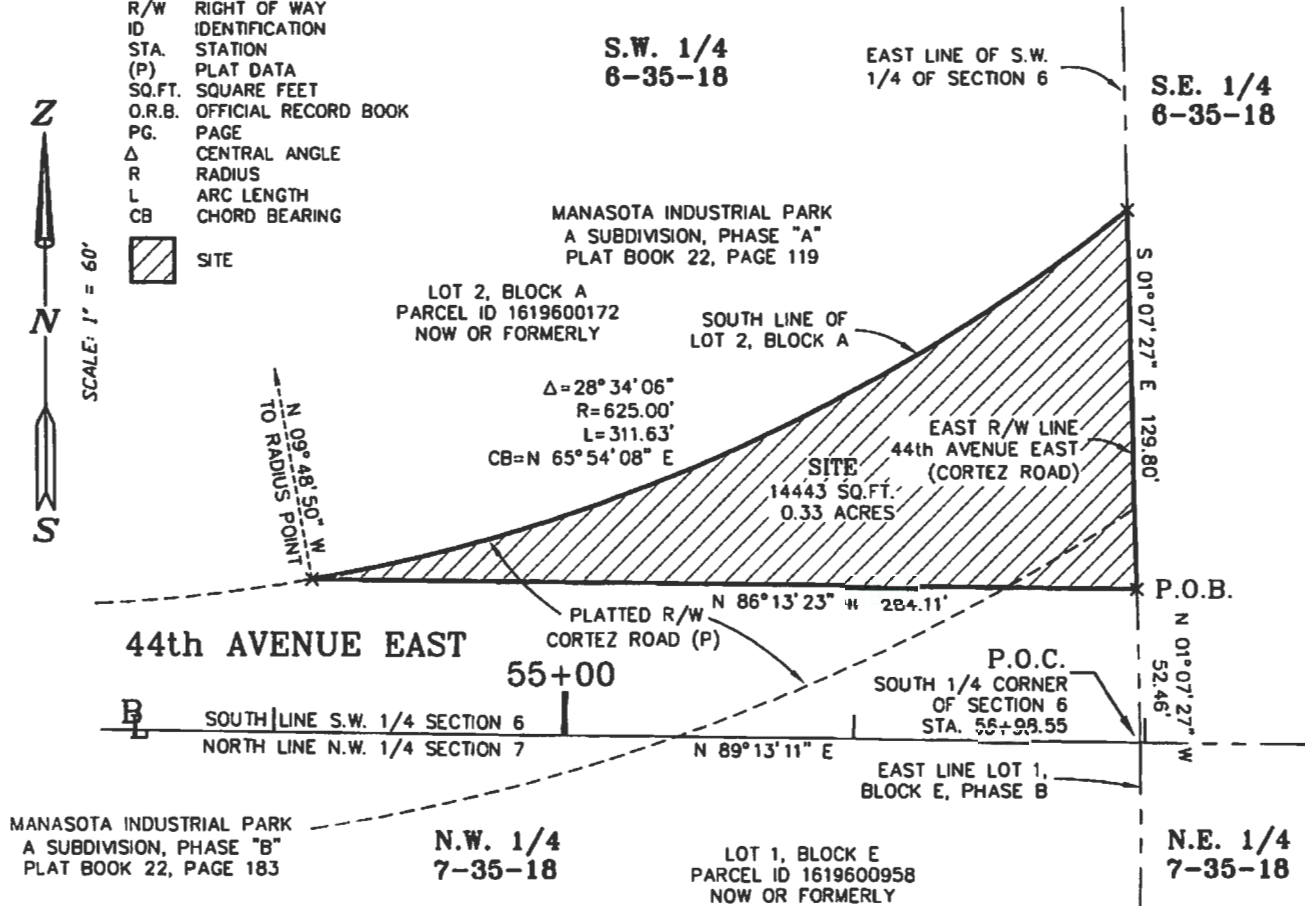 R/W RIGHT OF WAY
ID IDENTIFICATION
STA. STATION
(P) PLAT DATA
SQ.FT. SQUARE FEET
O.R.B. OFFICIAL RECORD BOOK
PG. PAGE
Δ CENTRAL ANGLE
R RADIUS
L ARC LENGTH
CB CHORD BEARING
SITE
Z
N
S
SCALE: 1" = 60'
S.W. 1/4
6-35-18
EAST LINE OF S.W.
1/4 OF SECTION 6
S.E. 1/4
6-35-18
MANASOTA INDUSTRIAL PARK
A SUBDIVISION, PHASE "A"
PLAT BOOK 22, PAGE 119
LOT 2, BLOCK A
PARCEL ID 1619600172
NOW OR FORMERLY
SOUTH LINE OF
LOT 2, BLOCK A
S 01°07'27" E 129.80'
Δ=28°34'06"
R=625.00'
L=311.63'
CB=N 65°54'08" E
N 09°48'50" W
TO RADIUS POINT
EAST R/W LINE
44th AVENUE EAST
(CORTEZ ROAD)
SITE
14443 SQ.FT.
0.33 ACRES
N 86°13'23" W 284.11'
P.O.B.
PLATTED R/W
CORTEZ ROAD (P)
44th AVENUE EAST
55+00
P.O.C.
SOUTH 1/4 CORNER
OF SECTION 6
STA. 56+98.55
N 01°07'27" W
52.46'
BL
SOUTH LINE S.W. 1/4 SECTION 6
NORTH LINE N.W. 1/4 SECTION 7
N 89°13'11" E
EAST LINE LOT 1,
BLOCK E, PHASE B
MANASOTA INDUSTRIAL PARK
A SUBDIVISION, PHASE "B"
PLAT BOOK 22, PAGE 183
N.W. 1/4
7-35-18
LOT 1, BLOCK E
PARCEL ID 1619600958
NOW OR FORMERLY
N.E. 1/4
7-35-18